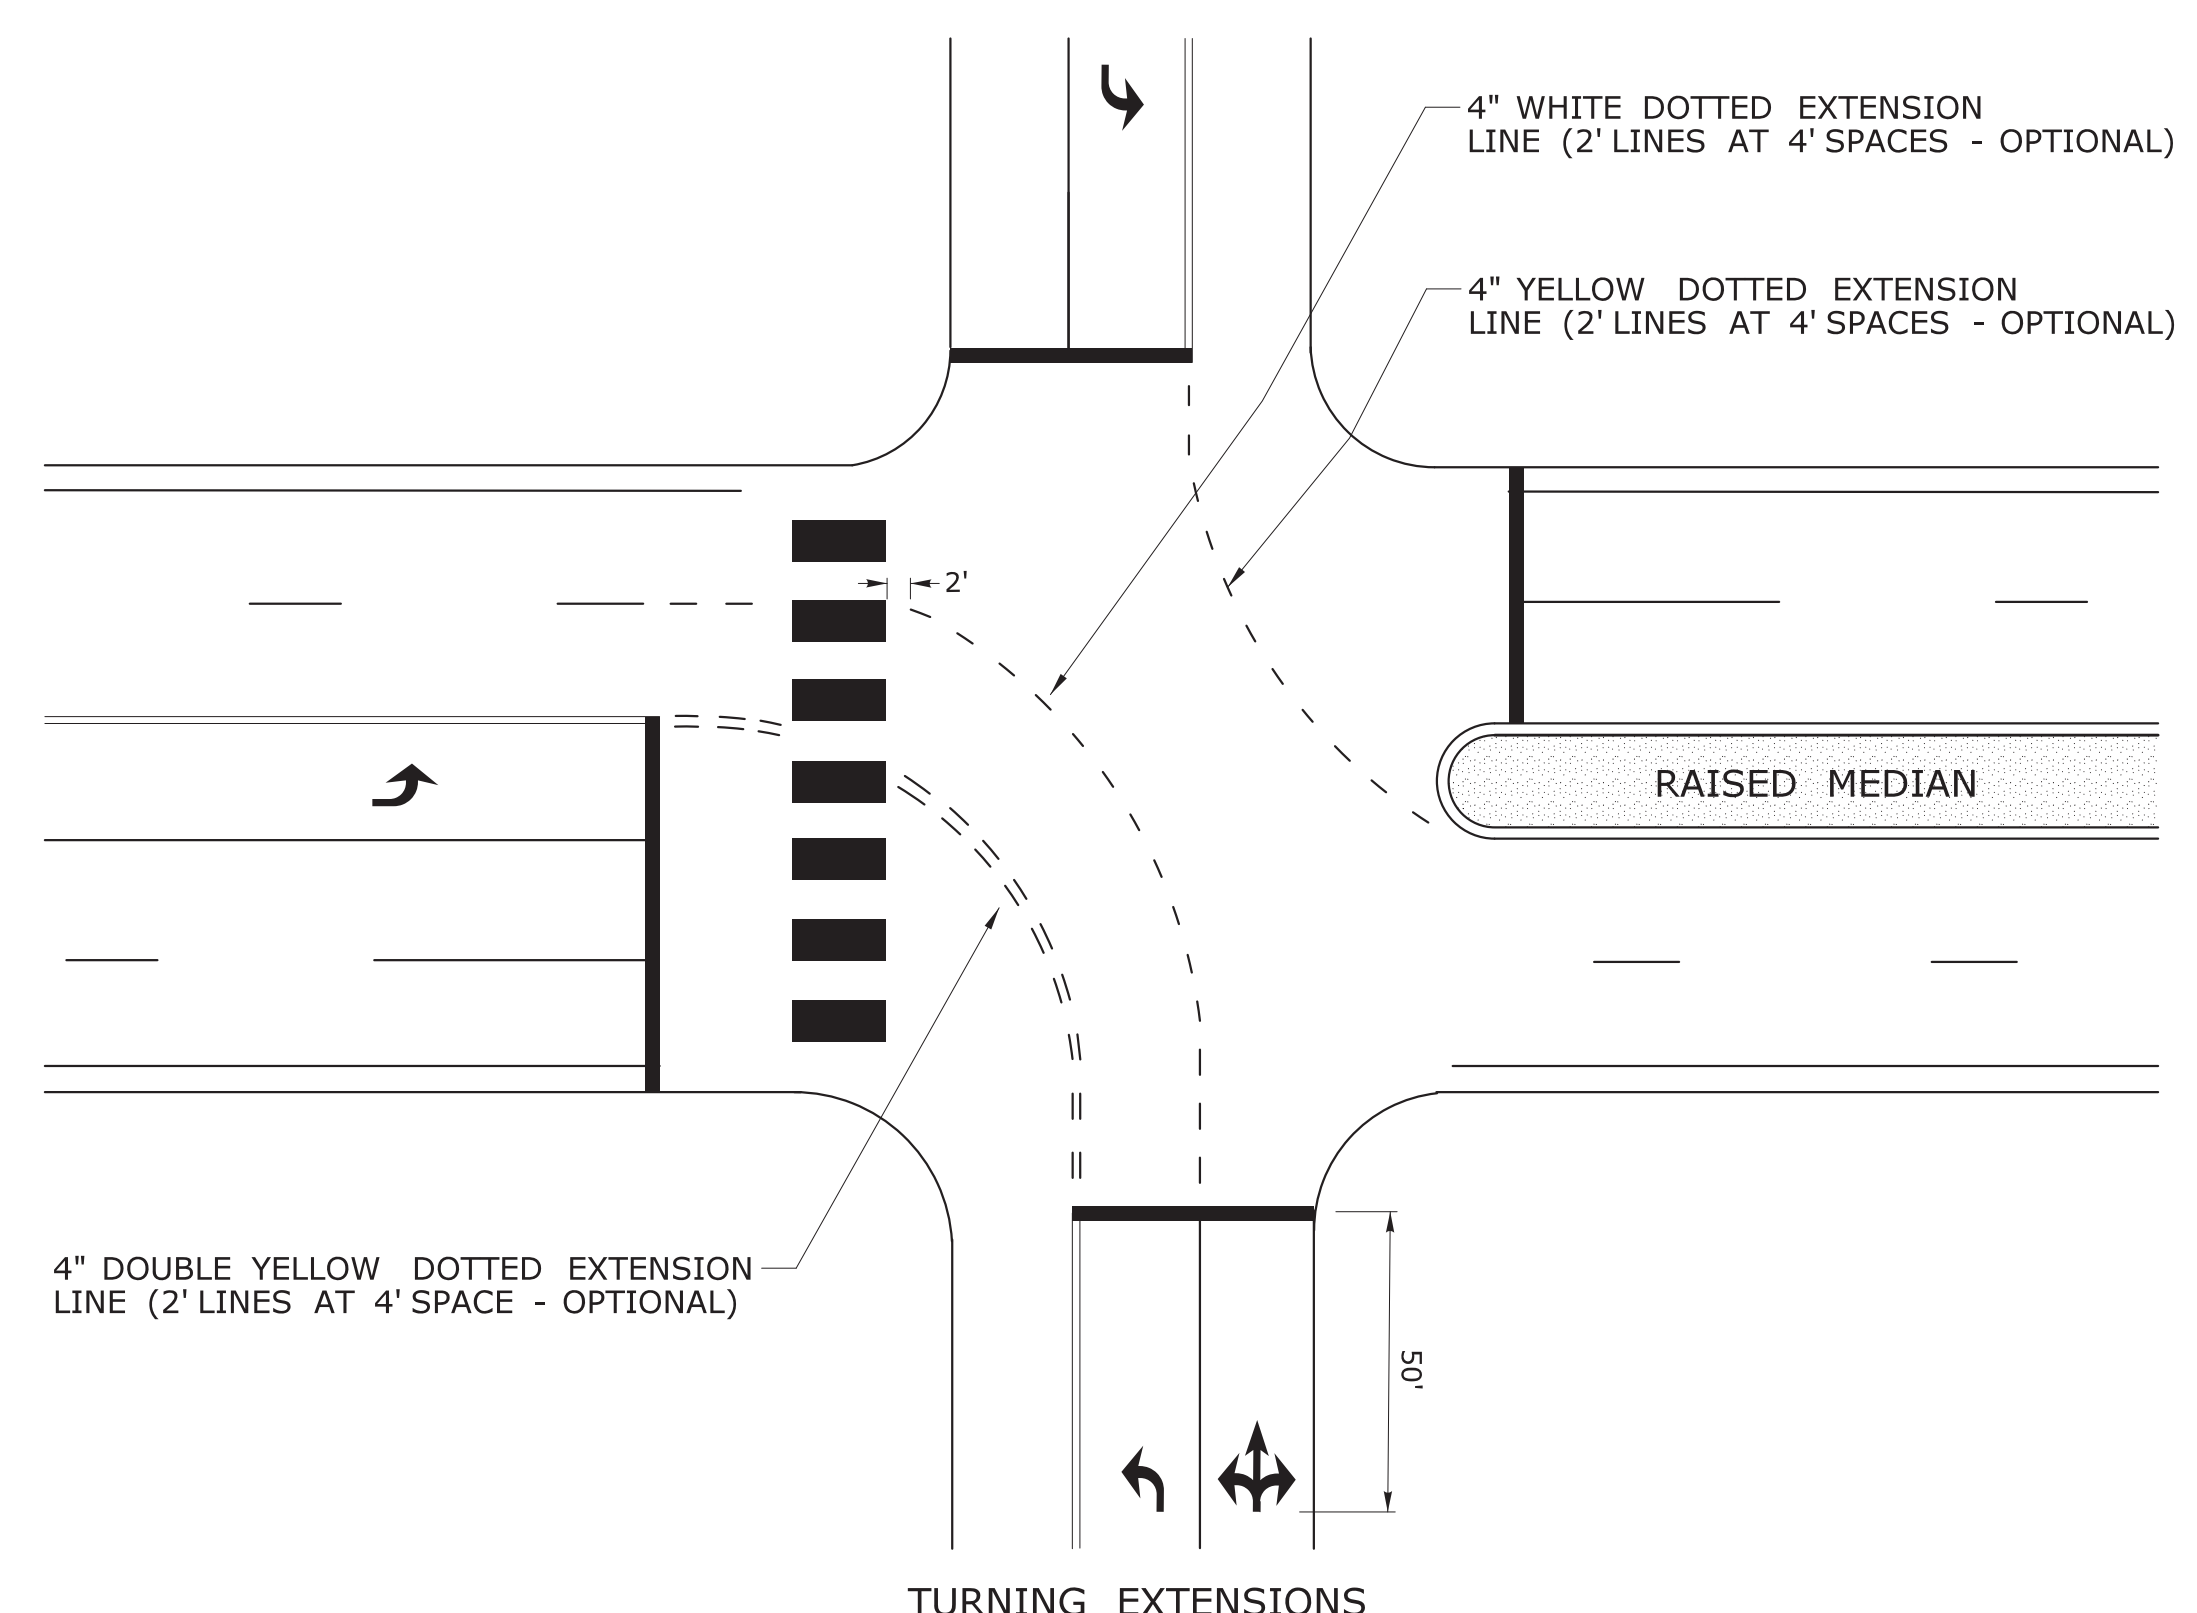 4" WHITE DOTTED EXTENSION
LINE (2' LINES AT 4' SPACES - OPTIONAL)
4" YELLOW DOTTED EXTENSION
LINE (2' LINES AT 4' SPACES - OPTIONAL)
2'
RAISED MEDIAN
4" DOUBLE YELLOW DOTTED EXTENSION
LINE (2' LINES AT 4' SPACE - OPTIONAL)
50'
TURNING EXTENSIONS